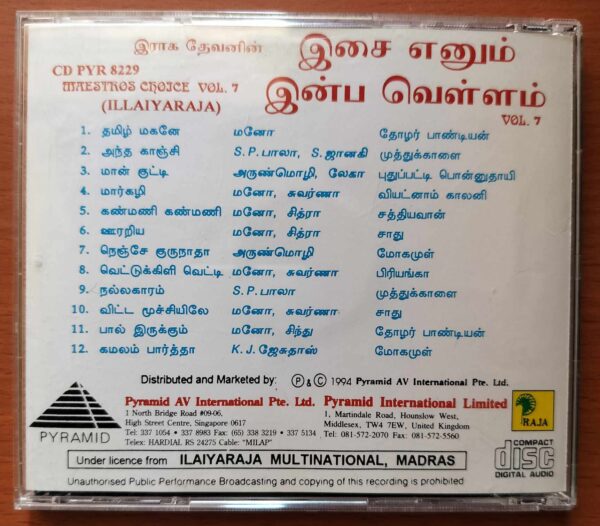 இராக தேவனின்
இசை எனும்
இன்ப வெள்ளம்
VOL. 7
CD PYR 8229
MAESTROS CHOICE VOL. 7
(ILLAIYARAJA)
1. தமிழ் மகனே மனோ தோழர் பாண்டியன்
2. அந்த காஞ்சி S.P. பாலா, S. ஜானகி முத்துக்காளை
3. மான் குட்டி அருண்மொழி, லேகா புதுப்பட்டி பொன்னுதாயி
4. மார்கழி மனோ, சுவர்ணா வியட்னாம் காலனி
5. கண்மணி கண்மணி மனோ, சித்ரா சத்தியவான்
6. ஊரறிய மனோ, சித்ரா சாது
7. நெஞ்சே குருநாதா அருண்மொழி மோகமுள்
8. வெட்டுக்கிளி வெட்டி மனோ, சுவர்ணா பிரியங்கா
9. நல்லகாரம் S.P. பாலா முத்துக்காளை
10. விட்ட மூச்சியிலே மனோ, சுவர்ணா சாது
11. பால் இருக்கும் மனோ, சிந்து தோழர் பாண்டியன்
12. கமலம் பார்த்தா K.J. ஜேசுதாஸ் மோகமுள்
Distributed and Marketed by: Ⓟ & Ⓒ 1994 Pyramid AV International Pte. Ltd.
PYRAMID
Pyramid AV International Pte. Ltd.
1 North Bridge Road #09-06,
High Street Centre, Singapore 0617
Tel: 337 1054 • 337 8983 Fax: (65) 338 3219 • 337 5134
Telex: HARDIAL RS 24275 Cable: "MILAP"
Pyramid International Limited
1, Martindale Road, Hounslow West,
Middlesex, TW4 7EW, United Kingdom
Tel: 081-572-2070 Fax: 081-572-5560
RAJA
Under licence from ILAIYARAJA MULTINATIONAL, MADRAS
COMPACT
disc
DIGITAL AUDIO
Unauthorised Public Performance Broadcasting and copying of this recording is prohibited